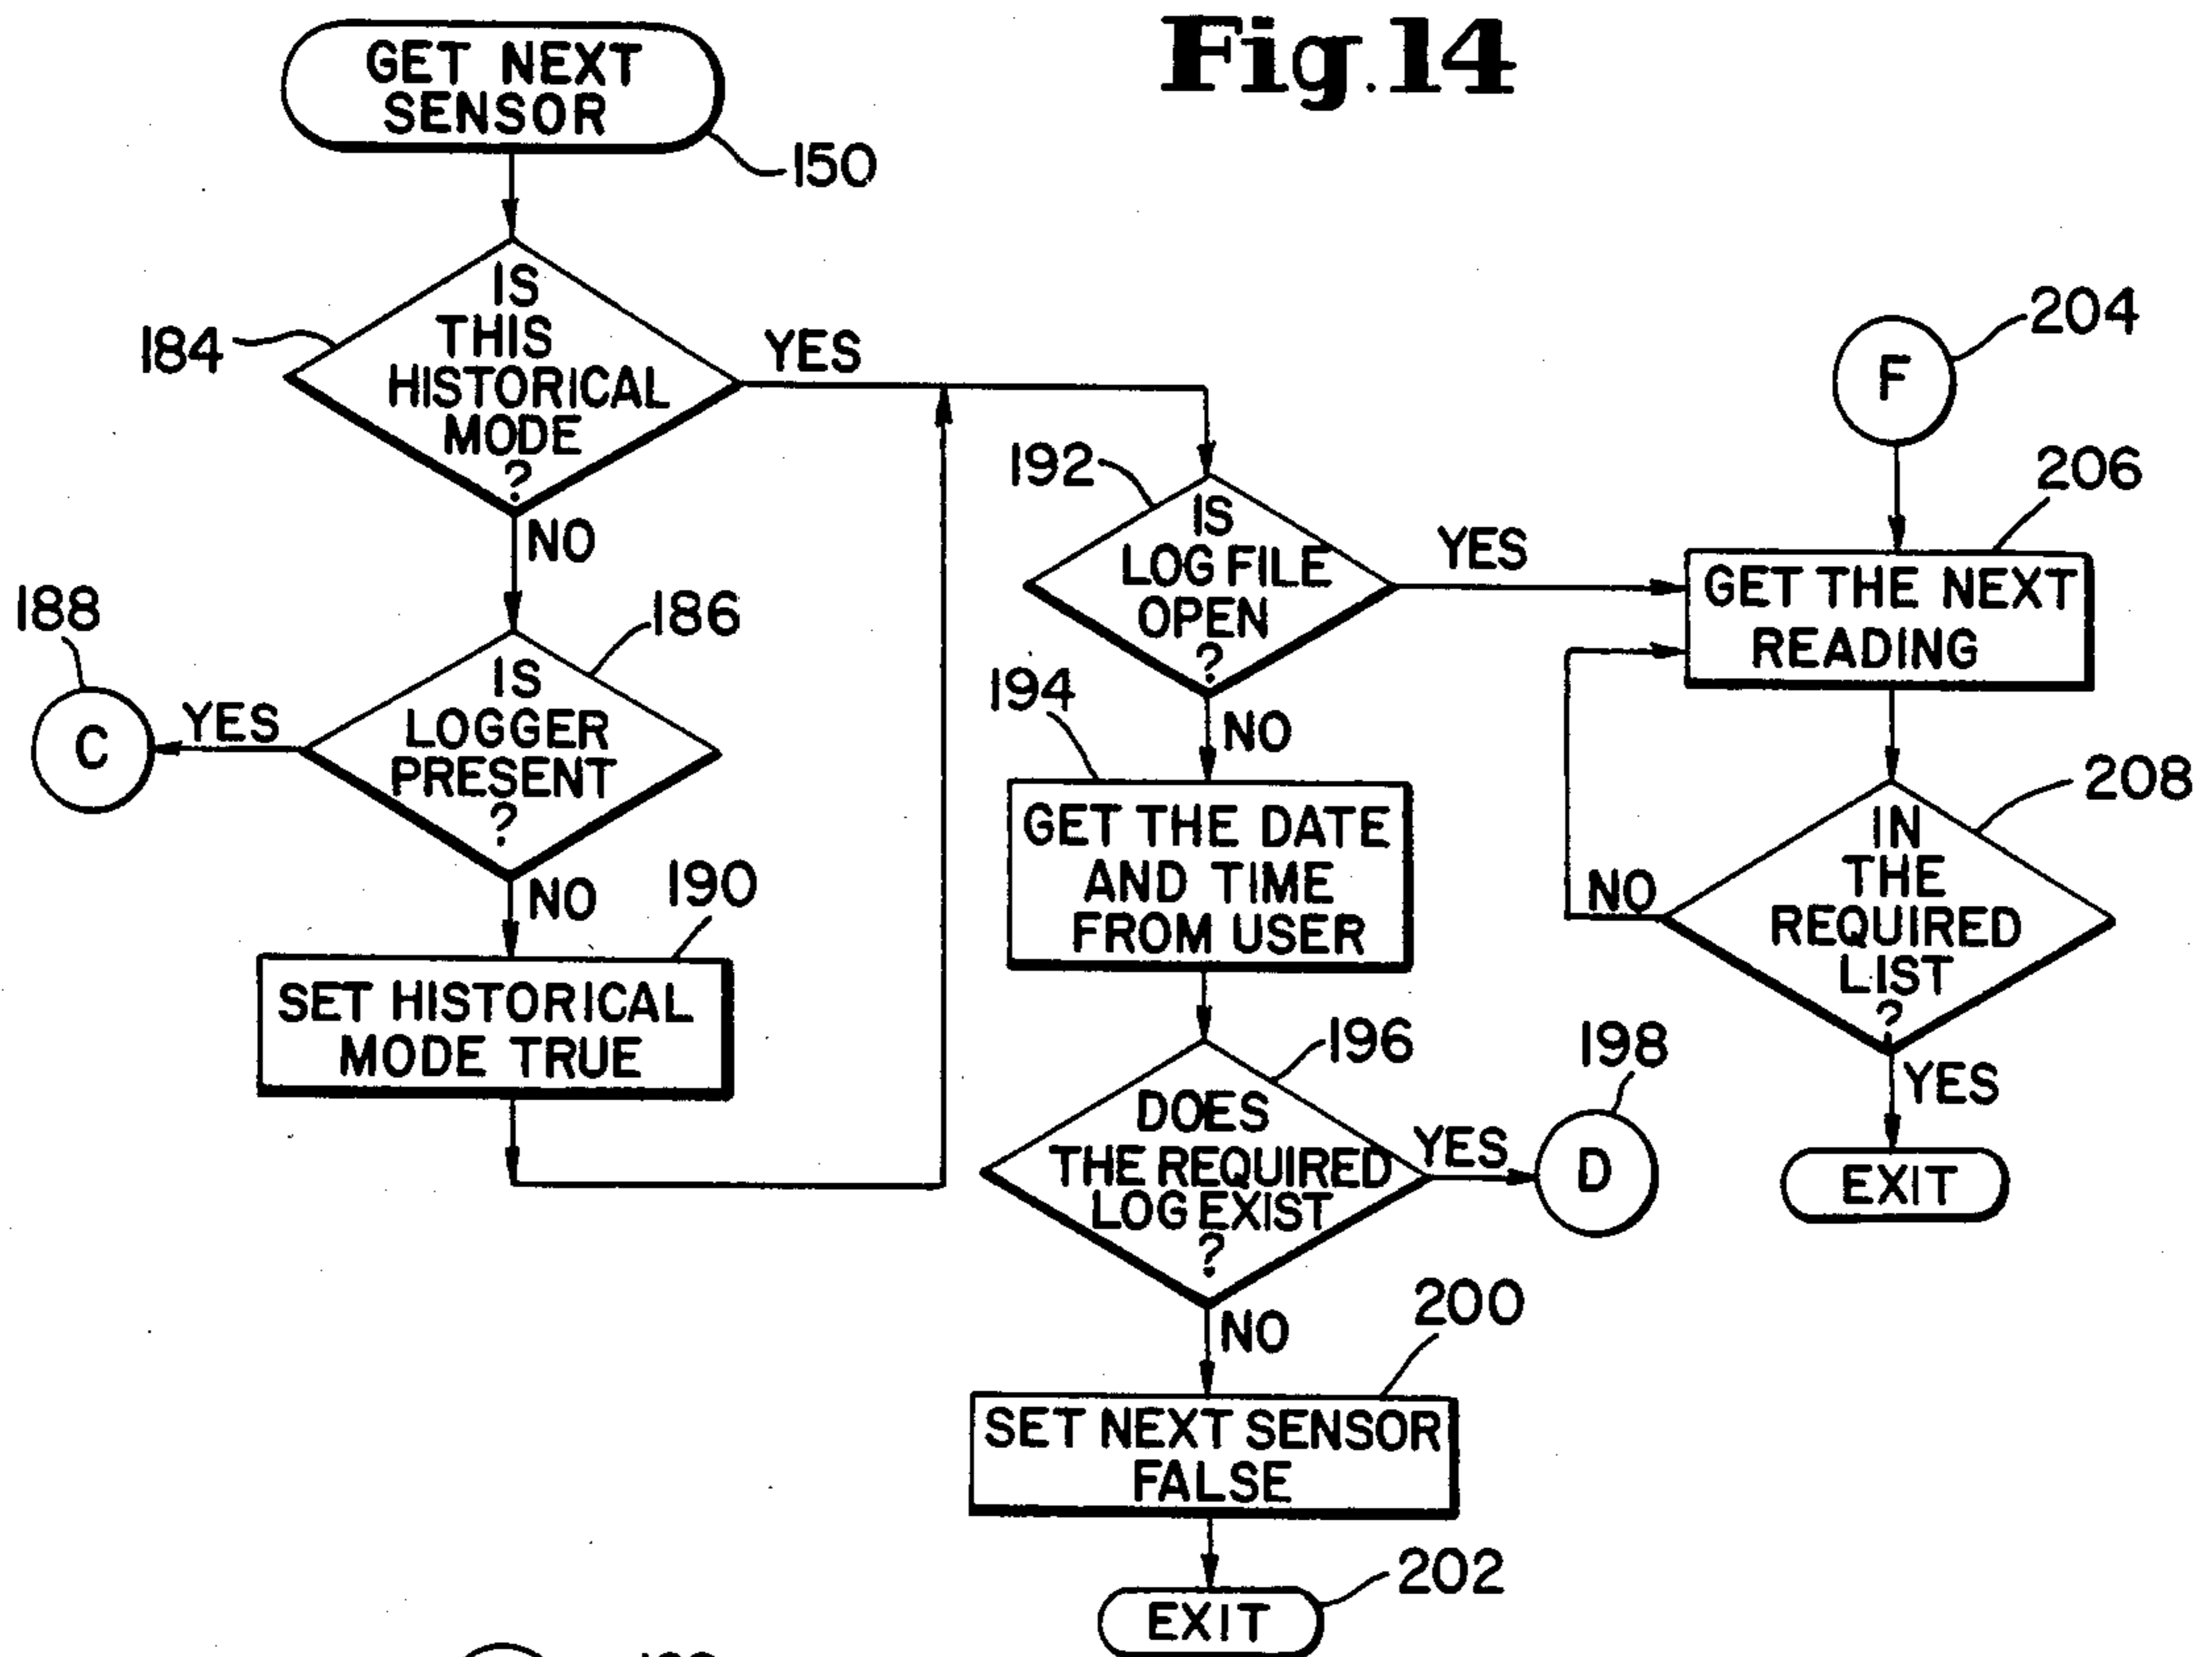 Fig.14
GET NEXT
SENSOR
150
IS
THIS
HISTORICAL
MODE
?
184
YES
NO
IS
LOGGER
PRESENT
?
186
188
C
YES
NO
190
SET HISTORICAL
MODE TRUE
192
IS
LOG FILE
OPEN
?
YES
NO
194
GET THE DATE
AND TIME
FROM USER
196
DOES
THE REQUIRED
LOG EXIST
?
YES
198
D
NO
200
SET NEXT SENSOR
FALSE
202
EXIT
204
F
206
GET THE NEXT
READING
208
IN
THE
REQUIRED
LIST
?
NO
YES
EXIT